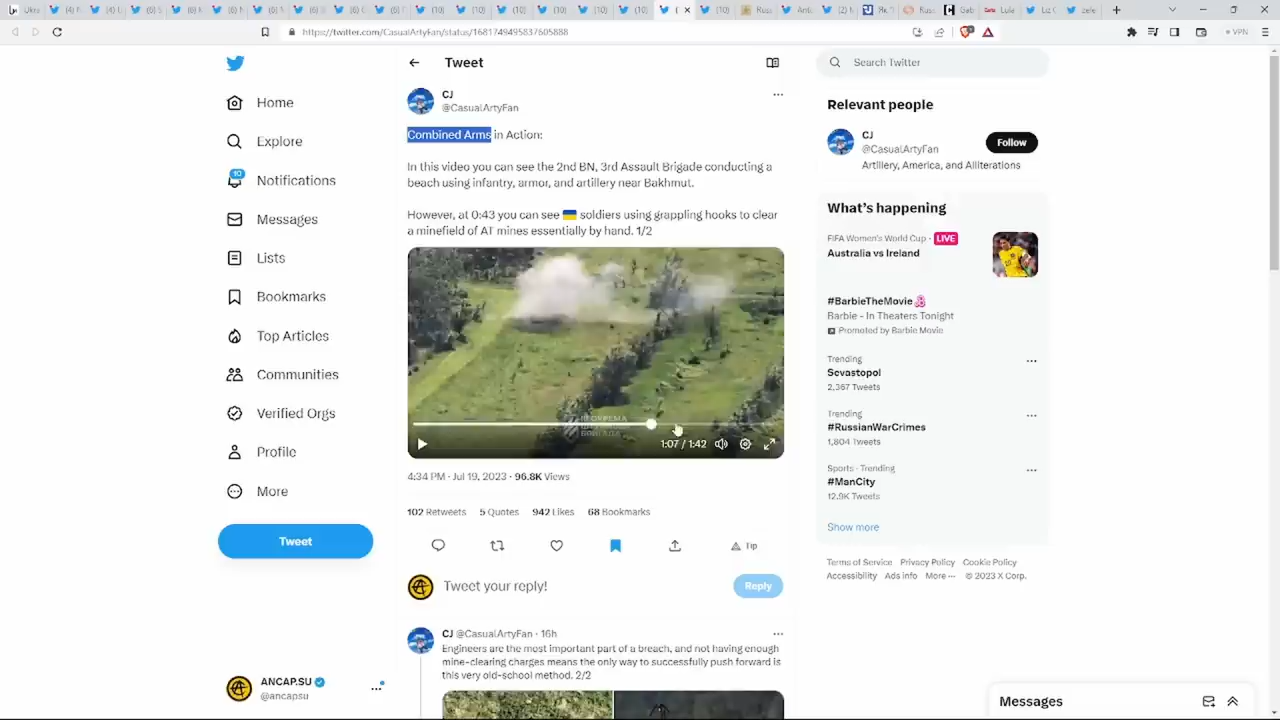 https://twitter.com/CasualArtyFan/status/1681749495837605888
VPN
Home
Explore
10
Notifications
Messages
Lists
Bookmarks
Top Articles
Communities
Verified Orgs
Profile
More
Tweet
ANCAP.SU
@ancapsu
Tweet
CJ
@CasualArtyFan
Combined Arms in Action:
In this video you can see the 2nd BN, 3rd Assault Brigade conducting a
beach using infantry, armor, and artillery near Bakhmut.
However, at 0:43 you can see 🇺🇦 soldiers using grappling hooks to clear
a minefield of AT mines essentially by hand. 1/2
1:07 / 1:42
4:34 PM · Jul 19, 2023 · 96.8K Views
102 Retweets 5 Quotes 942 Likes 68 Bookmarks
Tip
Tweet your reply!
Reply
CJ @CasualArtyFan · 16h
Engineers are the most important part of a breach, and not having enough
mine-clearing charges means the only way to successfully push forward is
this very old-school method. 2/2
Search Twitter
Relevant people
CJ
@CasualArtyFan
Follow
Artillery, America, and Alliterations
What's happening
FIFA Women's World Cup · LIVE
Australia vs Ireland
#BarbieTheMovie
Barbie - In Theaters Tonight
Promoted by Barbie Movie
Trending
Sevastopol
2,367 Tweets
Trending
#RussianWarCrimes
1,804 Tweets
Sports · Trending
#ManCity
12.9K Tweets
Show more
Terms of Service Privacy Policy Cookie Policy
Accessibility Ads info More ··· © 2023 X Corp.
Messages